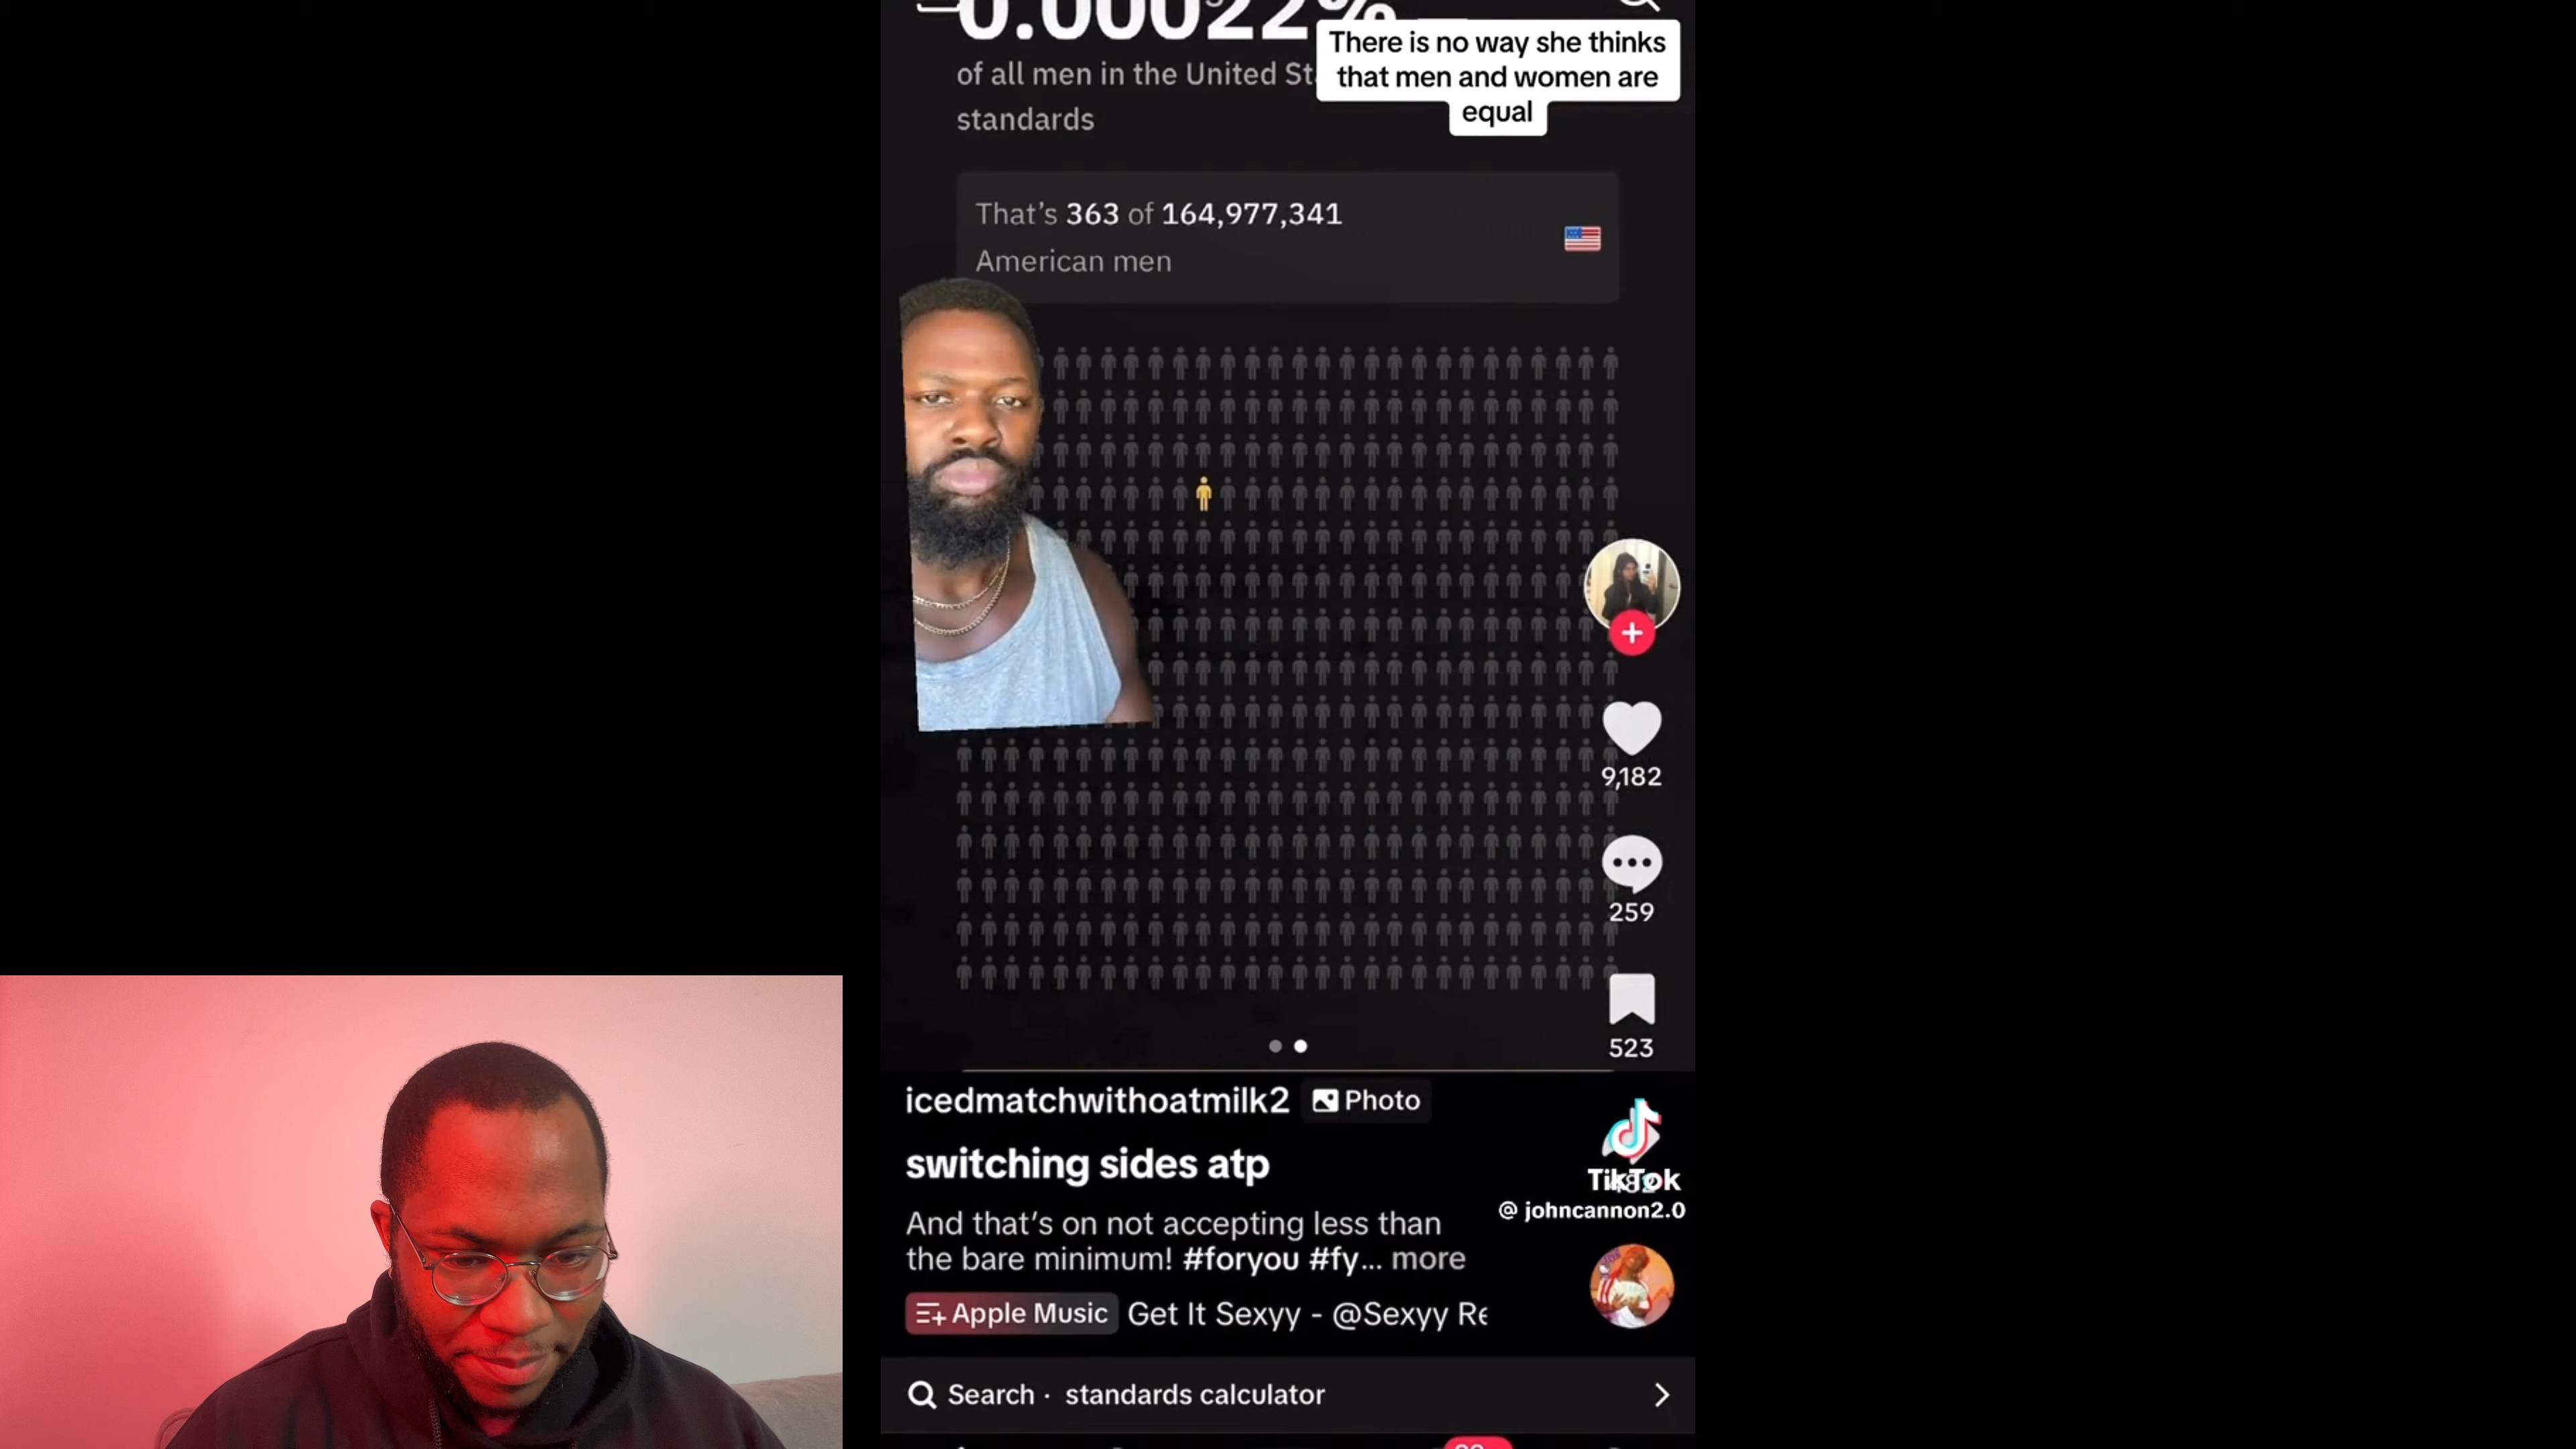 0.00022%
of all men in the United
standards
There is no way she thinks
that men and women are
equal
That's 363 of 164,977,341
American men
9,182
259
523
icedmatchwithoatmilk2 Photo
switching sides atp
TikTok
@ johncannon2.0
And that's on not accepting less than
the bare minimum! #foryou #fy... more
Apple Music Get It Sexyy - @Sexyy
Search · standards calculator